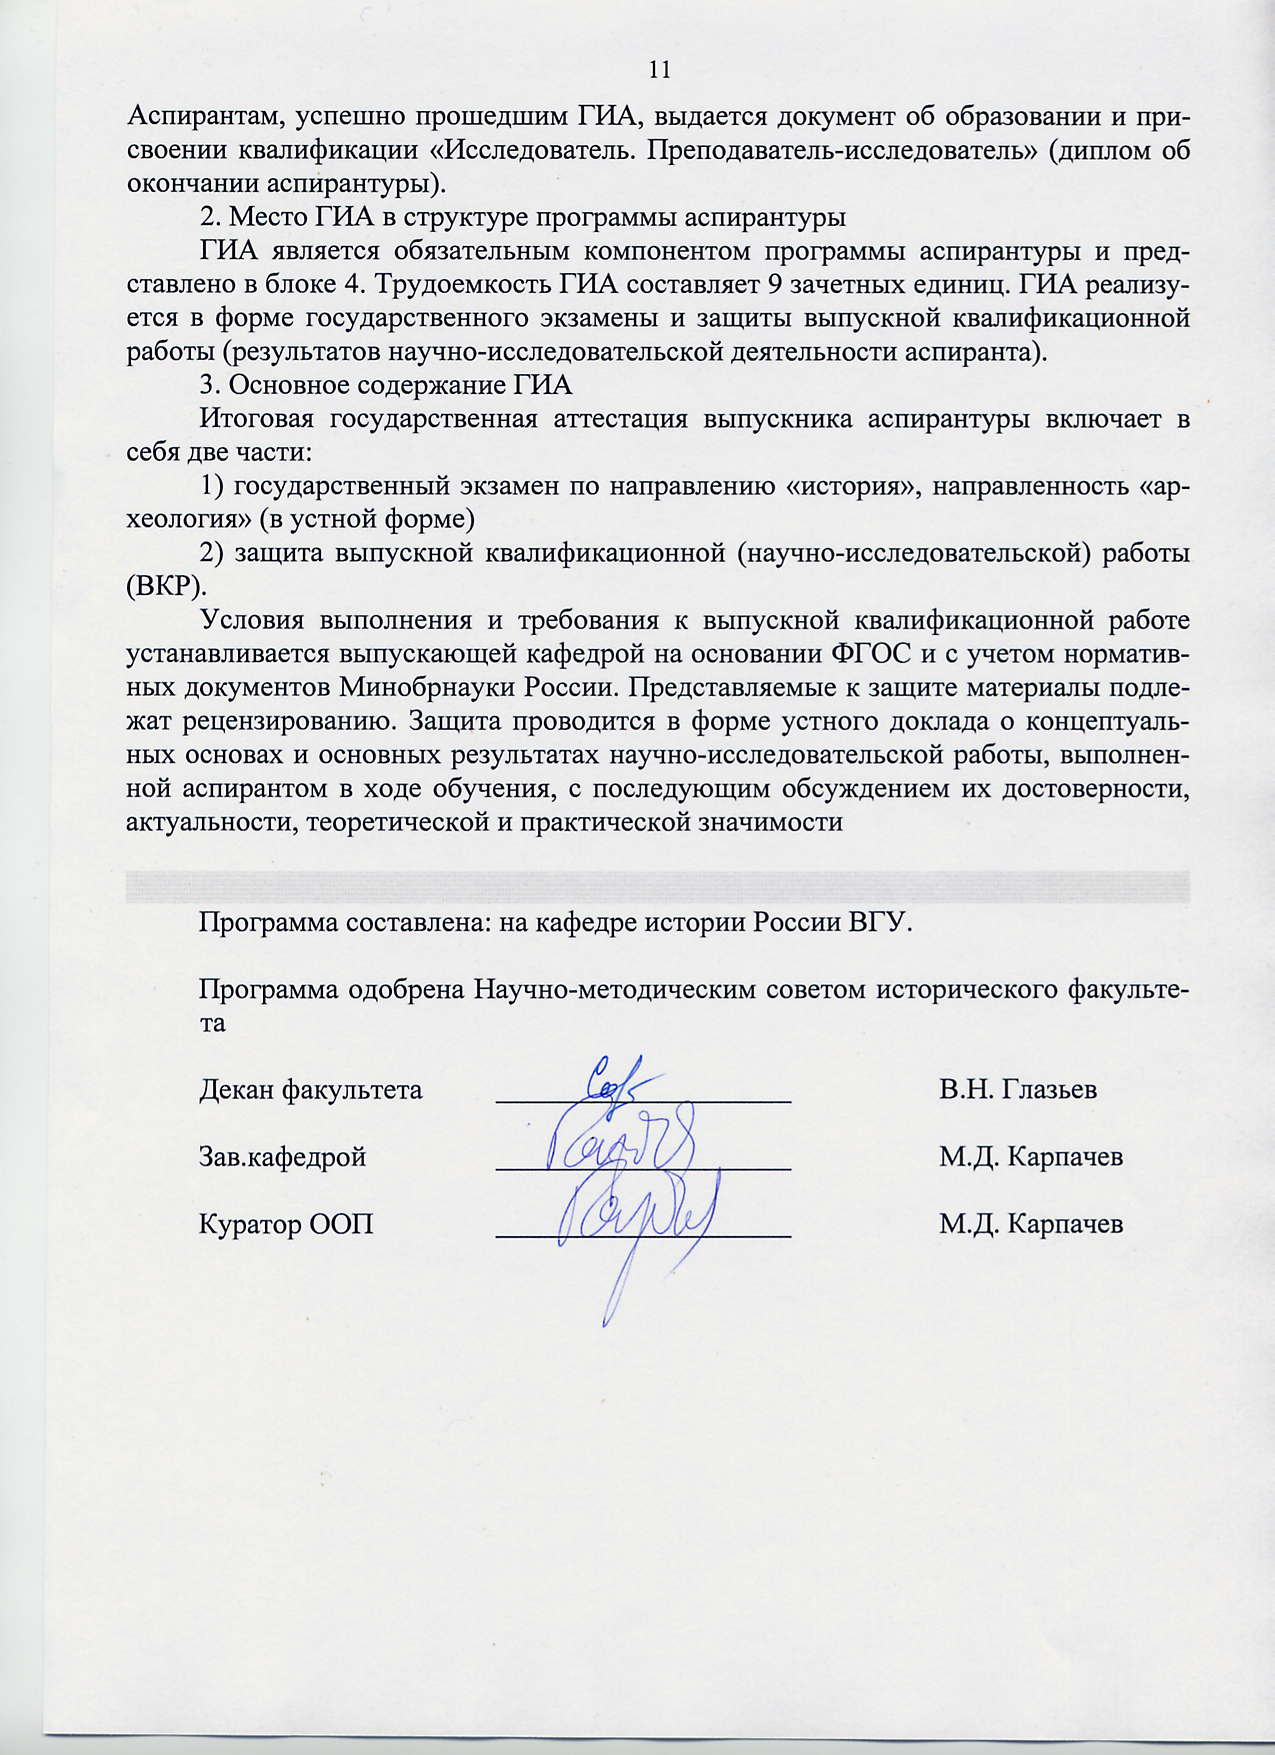 11
Аспирантам, успешно прошедшим ГИА, выдается документ об образовании и при-
своении квалификации «Исследователь. Преподаватель-исследователь» (диплом об
окончании аспирантуры).
2. Место ГИА в структуре программы аспирантуры
ГИА является обязательным компонентом программы аспирантуры и пред-
ставлено в блоке 4. Трудоемкость ГИА составляет 9 зачетных единиц. ГИА реализу-
ется в форме государственного экзамены и защиты выпускной квалификационной
работы (результатов научно-исследовательской деятельности аспиранта).
3. Основное содержание ГИА
Итоговая государственная аттестация выпускника аспирантуры включает в
себя две части:
1) государственный экзамен по направлению «история», направленность «ар-
хеология» (в устной форме)
2) защита выпускной квалификационной (научно-исследовательской) работы
(ВКР).
Условия выполнения и требования к выпускной квалификационной работе
устанавливается выпускающей кафедрой на основании ФГОС и с учетом норматив-
ных документов Минобрнауки России. Представляемые к защите материалы подле-
жат рецензированию. Защита проводится в форме устного доклада о концептуаль-
ных основах и основных результатах научно-исследовательской работы, выполнен-
ной аспирантом в ходе обучения, с последующим обсуждением их достоверности,
актуальности, теоретической и практической значимости
Программа составлена: на кафедре истории России ВГУ.
Программа одобрена Научно-методическим советом исторического факульте-
та
Декан факультета В.Н. Глазьев
Зав.кафедрой М.Д. Карпачев
Куратор ООП М.Д. Карпачев